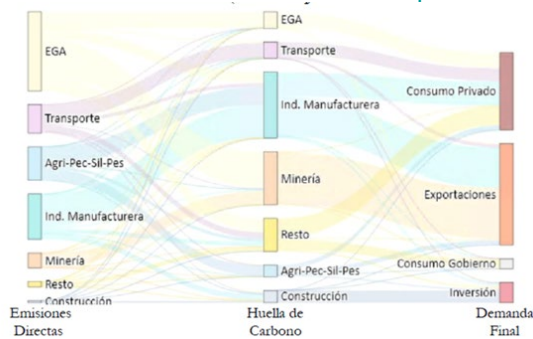 EGA
Transporte
Agri-Pec-Sil-Pes
Ind. Manufacturera
Minería
Resto
Construcción
Emisiones
Directas
EGA
Transporte
Ind. Manufacturera
Minería
Resto
Agri-Pec-Sil-Pes
Construcción
Huella de
Carbono
Consumo Privado
Exportaciones
Consumo Gobierno
Inversión
Demanda
Final